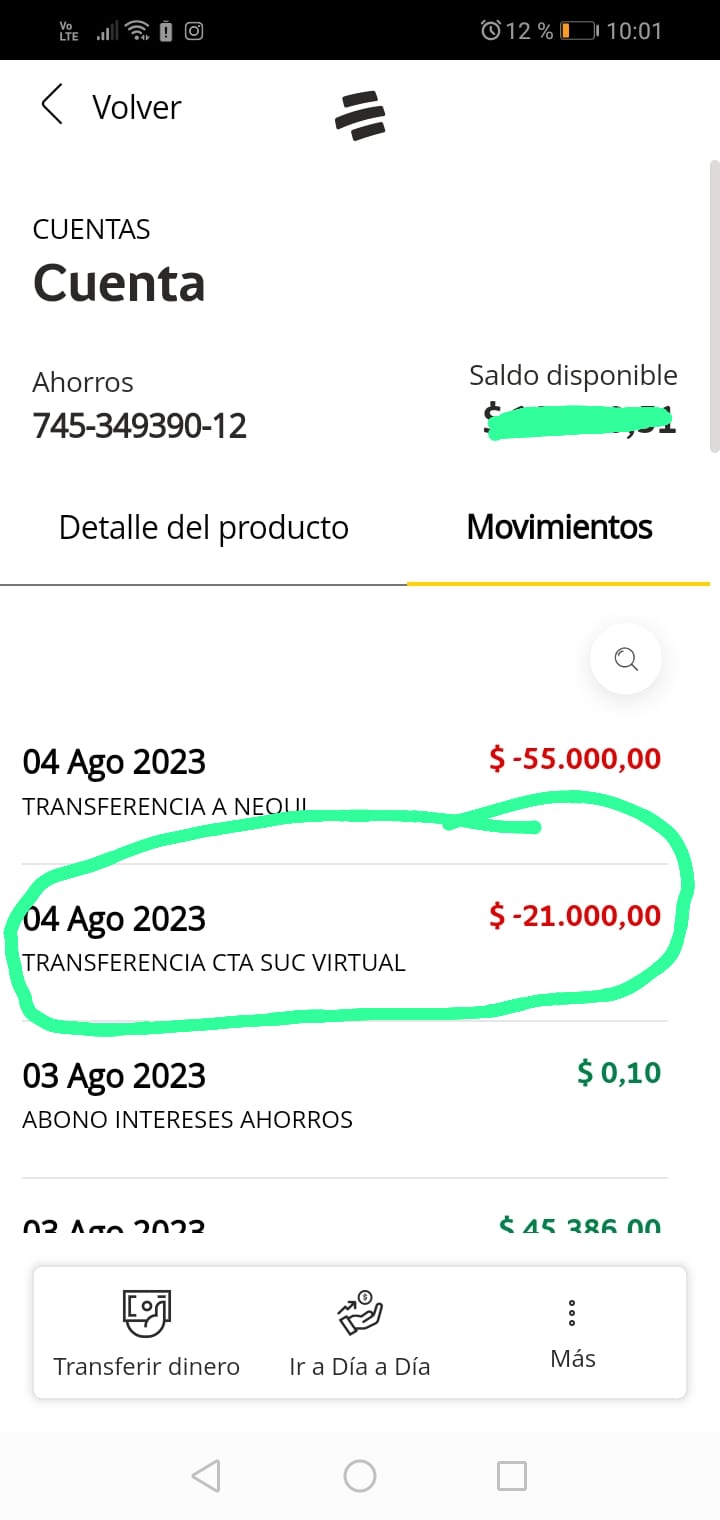 Vo
LTE
12 %
10:01
Volver
CUENTAS
Cuenta
Ahorros
745-349390-12
Saldo disponible
$ ,51
Detalle del producto
Movimientos
04 Ago 2023
$ -55.000,00
TRANSFERENCIA A NEQUI
04 Ago 2023
$ -21.000,00
TRANSFERENCIA CTA SUC VIRTUAL
03 Ago 2023
$ 0,10
ABONO INTERESES AHORROS
03 Ago 2023
$ 45.386,00
Transferir dinero
Ir a Día a Día
Más